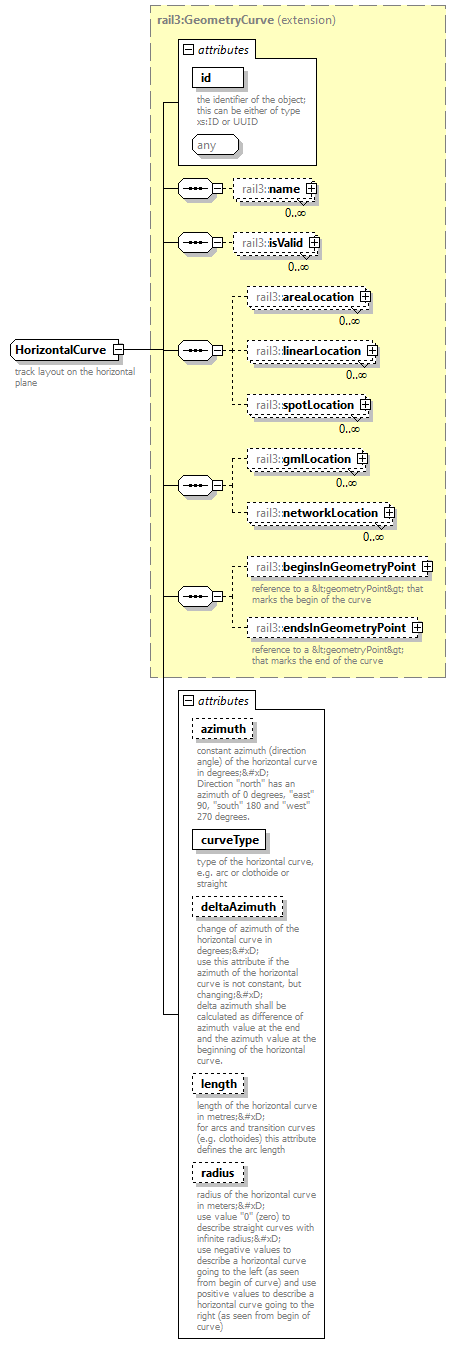 rail3:GeometryCurve (extension)
attributes
id
the identifier of the object;
this can be either of type
xs:ID or UUID
any
rail3::name
0..∞
rail3::isValid
0..∞
rail3::areaLocation
0..∞
HorizontalCurve
track layout on the horizontal
plane
rail3::linearLocation
0..∞
rail3::spotLocation
0..∞
rail3::gmlLocation
0..∞
rail3::networkLocation
0..∞
rail3::beginsInGeometryPoint
reference to a &lt;geometryPoint&gt; that
marks the begin of the curve
rail3::endsInGeometryPoint
reference to a &lt;geometryPoint&gt;
that marks the end of the curve
attributes
azimuth
constant azimuth (direction
angle) of the horizontal curve
in degrees;&#xD;
Direction "north" has an
azimuth of 0 degrees, "east"
90, "south" 180 and "west"
270 degrees.
curveType
type of the horizontal curve,
e.g. arc or clothoide or
straight
deltaAzimuth
change of azimuth of the
horizontal curve in
degrees;&#xD;
use this attribute if the
azimuth of the horizontal
curve is not constant, but
changing;&#xD;
delta azimuth shall be
calculated as difference of
azimuth value at the end
and the azimuth value at the
beginning of the horizontal
curve.
length
length of the horizontal curve
in metres;&#xD;
for arcs and transition curves
(e.g. clothoides) this attribute
defines the arc length
radius
radius of the horizontal curve
in meters;&#xD;
use value "0" (zero) to
describe straight curves with
infinite radius;&#xD;
use negative values to
describe a horizontal curve
going to the left (as seen
from begin of curve) and use
positive values to describe a
horizontal curve going to the
right (as seen from begin of
curve)